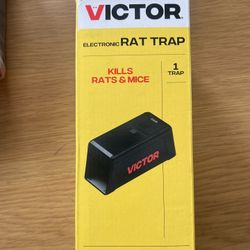 VICTOR
ELECTRONIC RAT TRAP
KILLS
RATS & MICE
1
TRAP
VICTOR